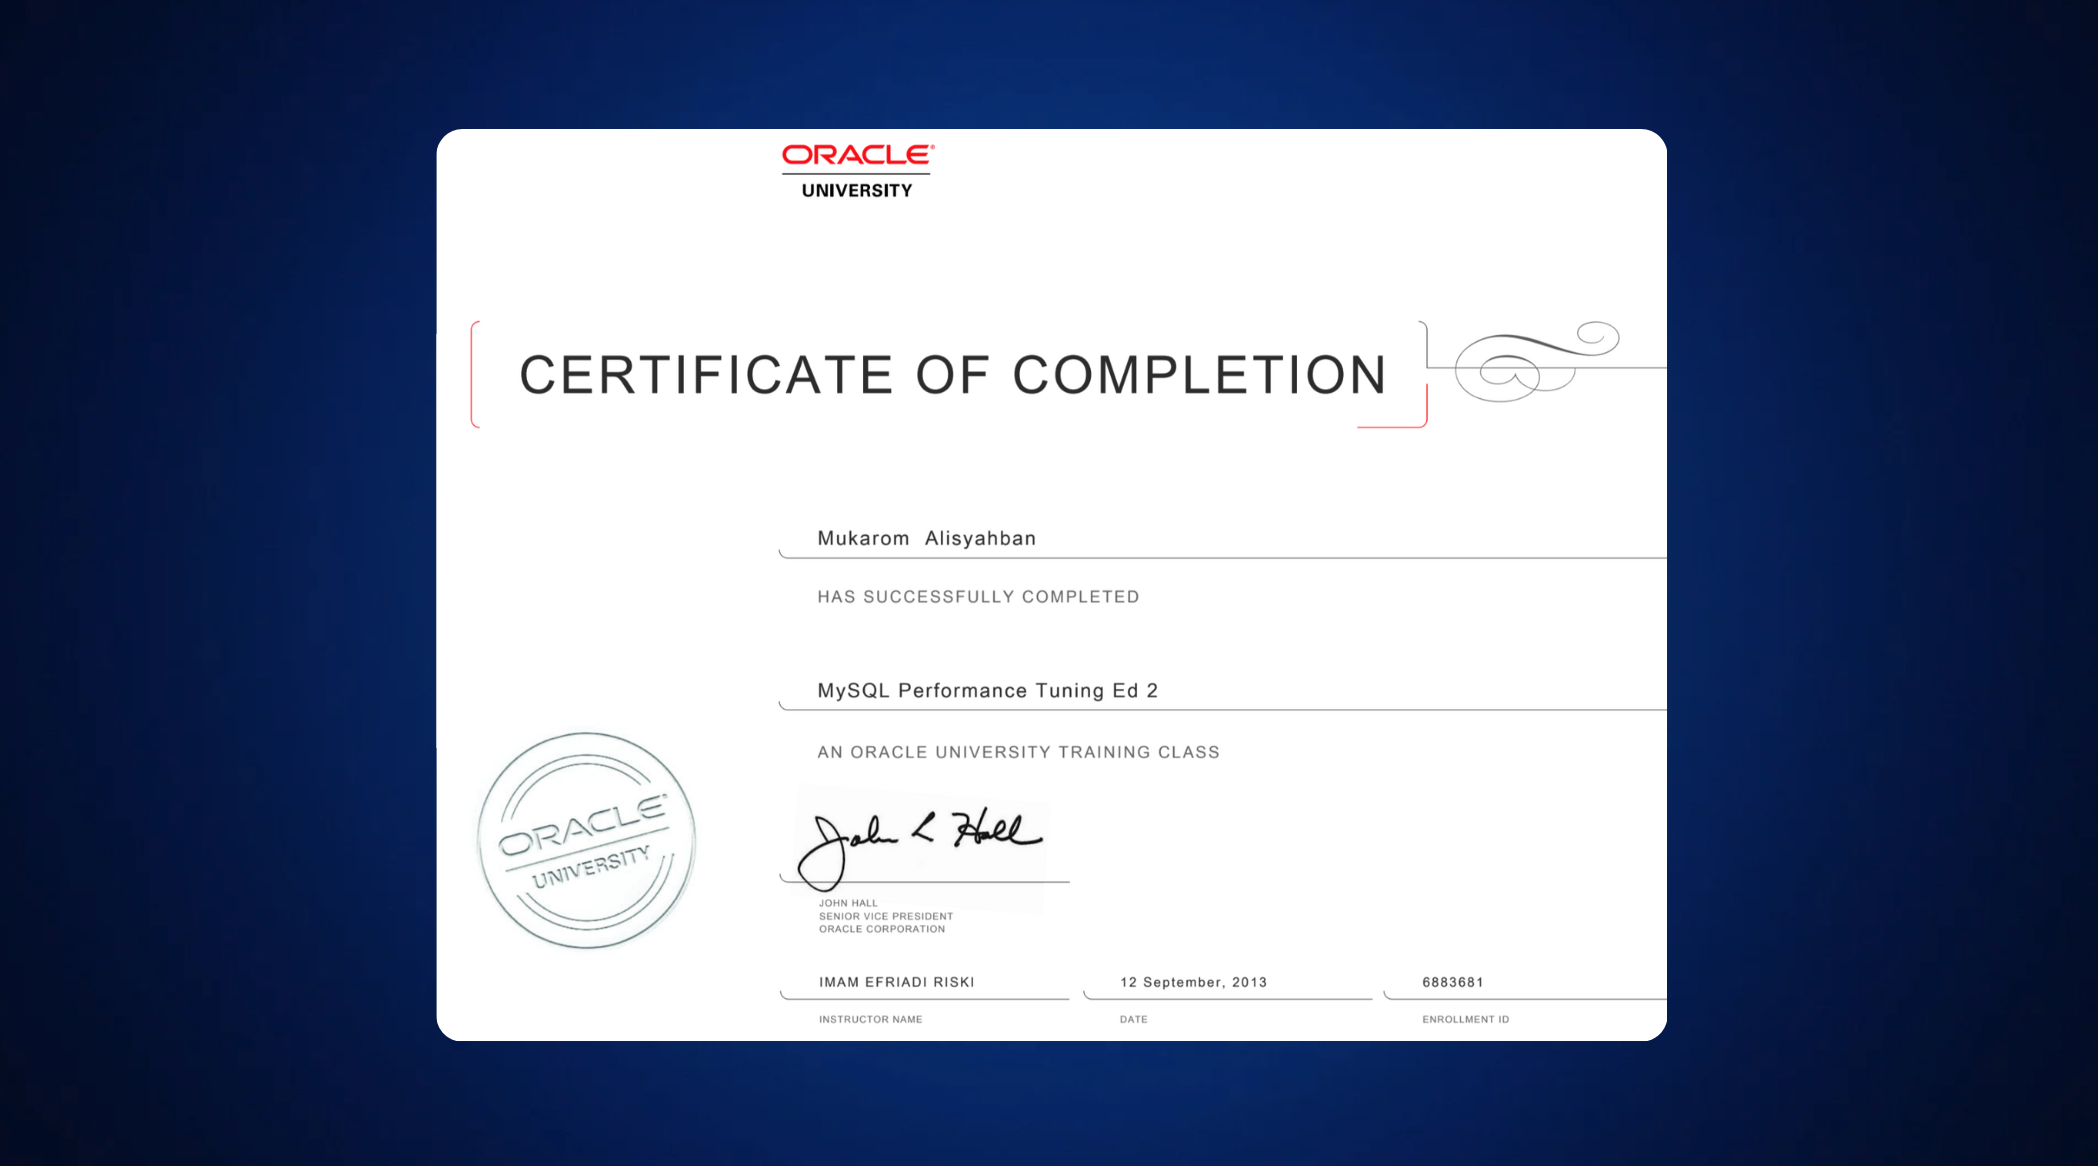 ORACLE®
UNIVERSITY
CERTIFICATE OF COMPLETION
Mukarom Alisyahban
HAS SUCCESSFULLY COMPLETED
MySQL Performance Tuning Ed 2
AN ORACLE UNIVERSITY TRAINING CLASS
ORACLE®
UNIVERSITY
John L Hall
JOHN HALL
SENIOR VICE PRESIDENT
ORACLE CORPORATION
IMAM EFRIADI RISKI
12 September, 2013
6883681
INSTRUCTOR NAME
DATE
ENROLLMENT ID